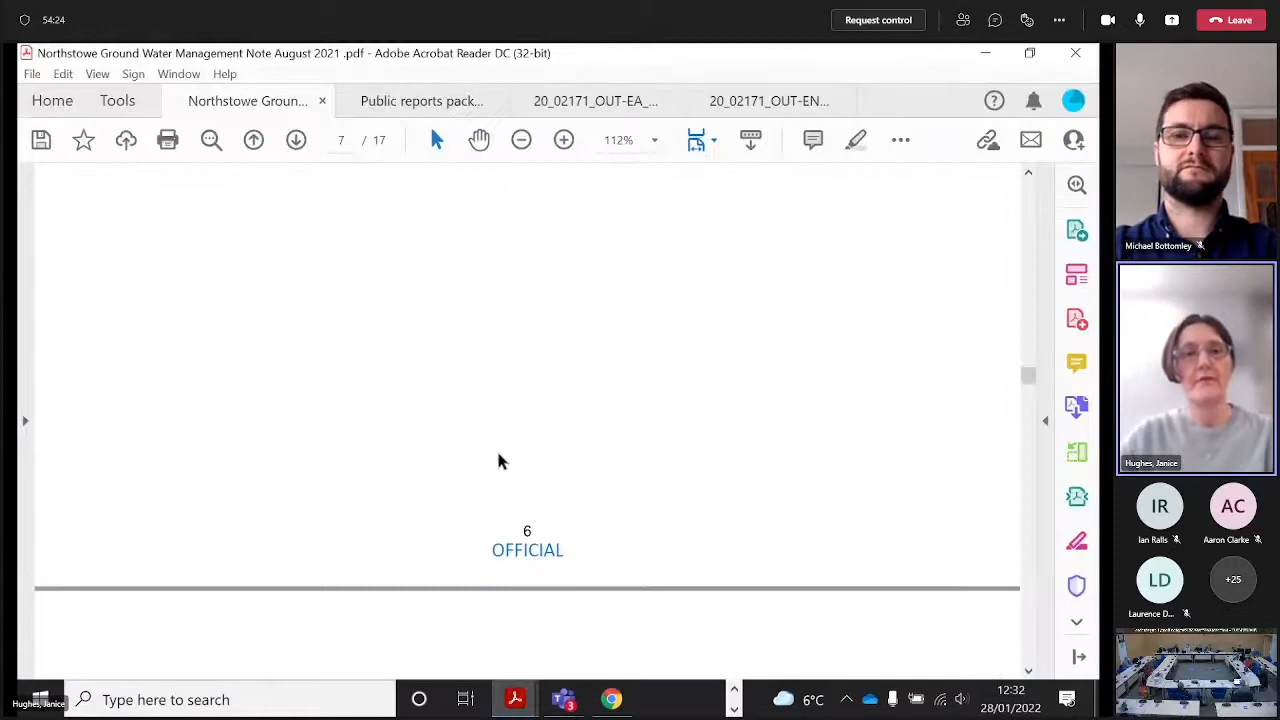 54:24
Request control
Leave
Northstowe Ground Water Management Note August 2021 .pdf - Adobe Acrobat Reader DC (32-bit)
File Edit View Sign Window Help
Home Tools Northstowe Groun... × Public reports pack... 20_02171_OUT-EA_... 20_02171_OUT-EN...
7 / 17 112%
6
OFFICIAL
Michael Bottomley
Hughes, Janice
IR AC
Ian Ralls Aaron Clarke
LD +25
Laurence D...
Hughes, Janice
Type here to search
3
6°C
12:32
28/01/2022